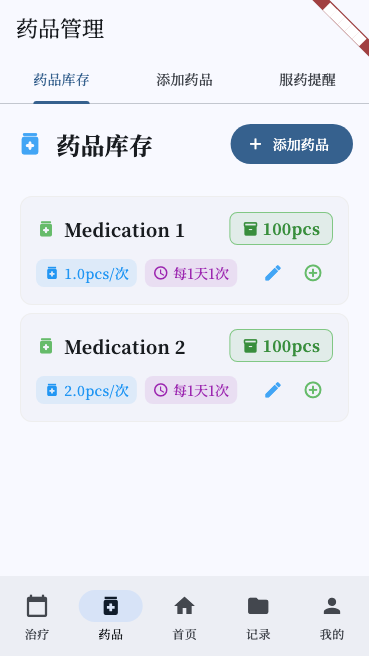 药品管理
药品库存 添加药品 服药提醒
药品库存 添加药品
Medication 1 100pcs
1.0pcs/次 每1天1次
Medication 2 100pcs
2.0pcs/次 每1天1次
治疗 药品 首页 记录 我的